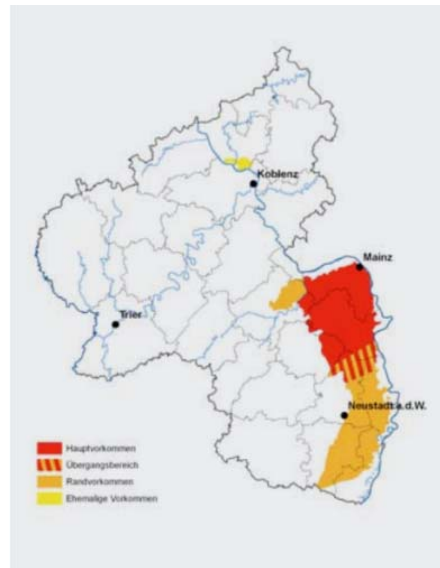 Koblenz
Mainz
Trier
Neustadt a.d.W.
Hauptvorkommen
Übergangsbereich
Randvorkommen
Ehemalige Vorkommen